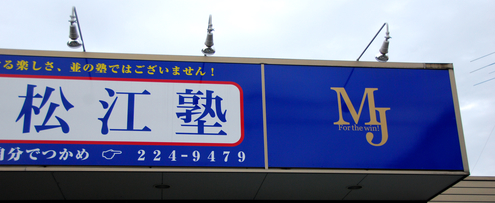 る楽しさ、並の塾ではございません!
松江塾
自分でつかめ ☞ 224-9479
MJ
For the win!